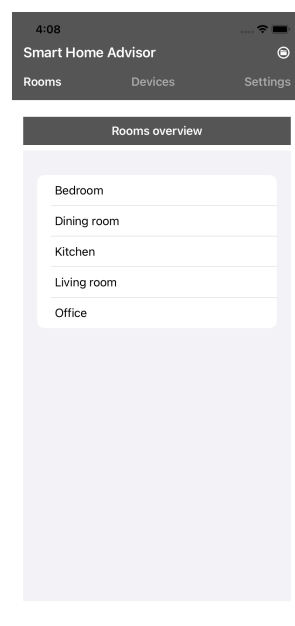 4:08
Smart Home Advisor
Rooms Devices Settings
Rooms overview
Bedroom
Dining room
Kitchen
Living room
Office